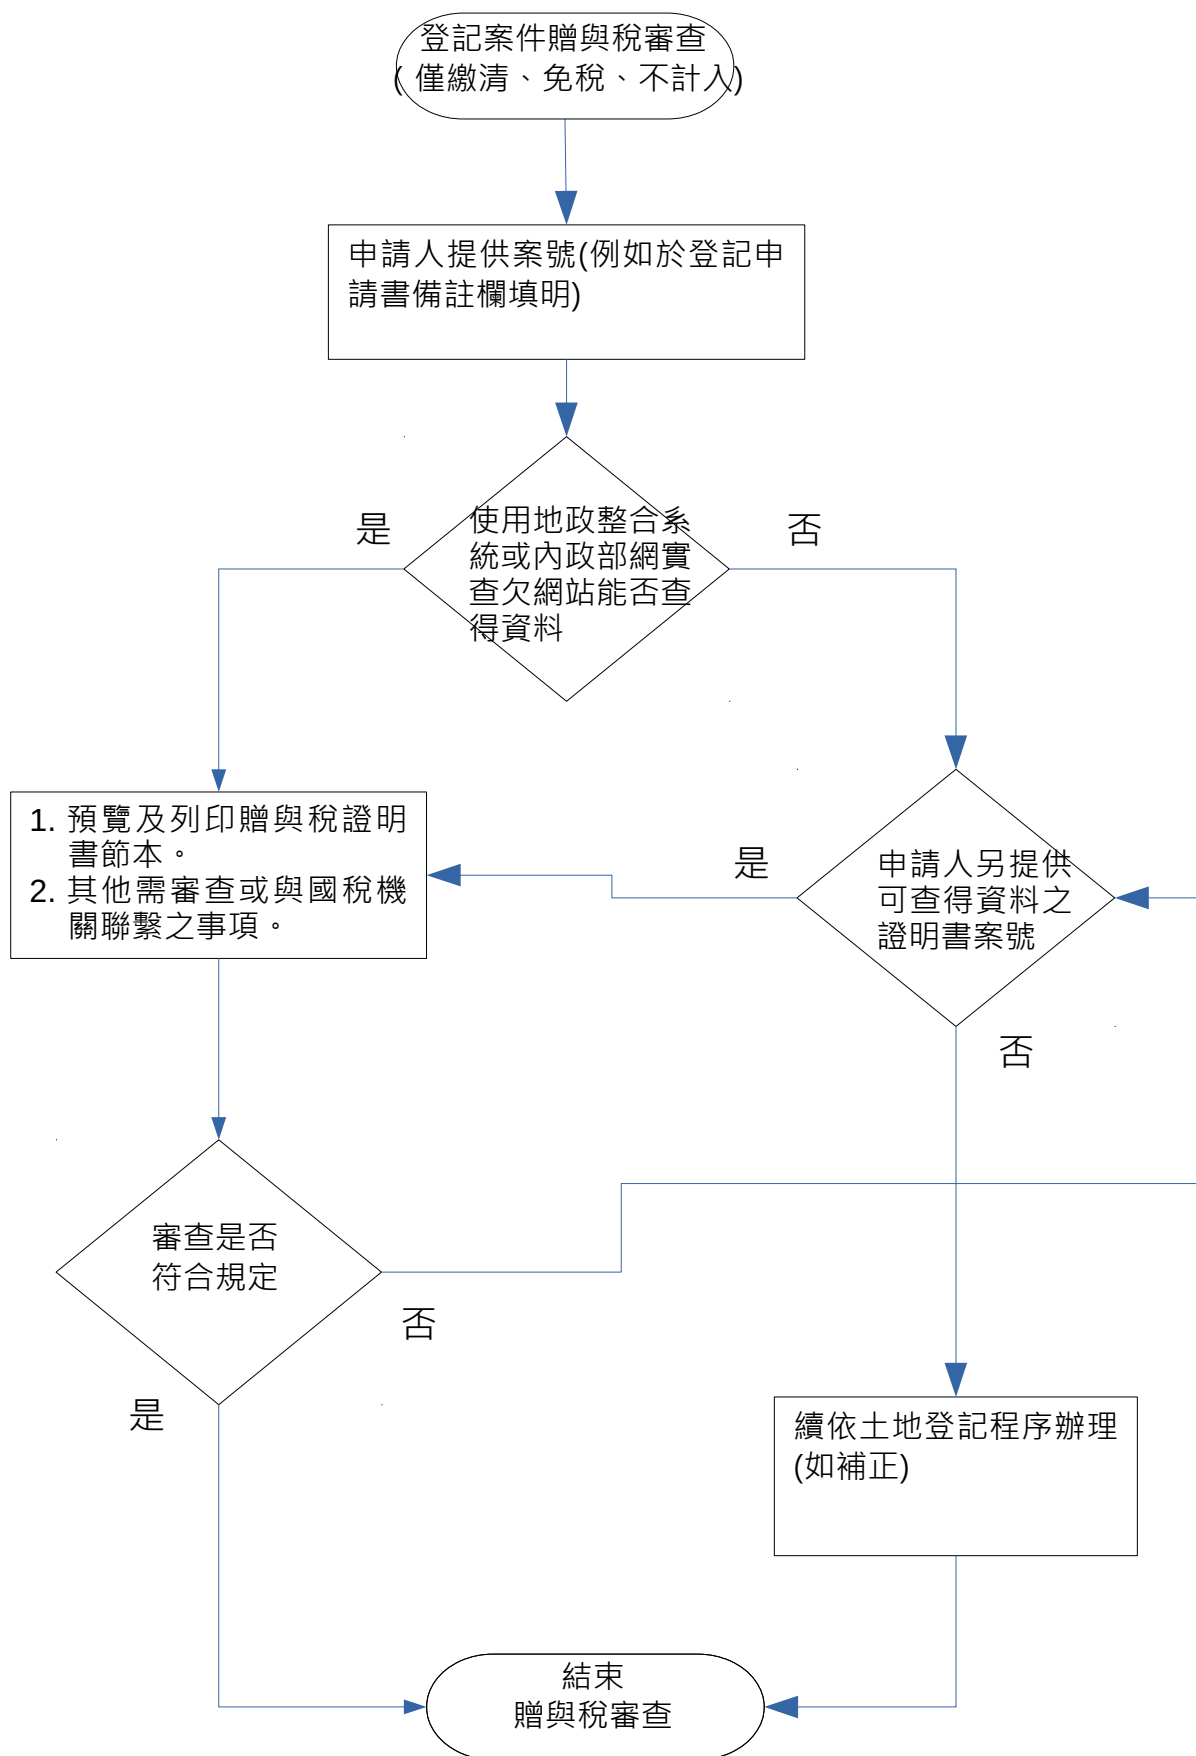 登記案件贈與稅審查
( 僅繳清、免稅、不計入)
申請人提供案號(例如於登記申
請書備註欄填明)
是
否
使用地政整合系
統或內政部網實
查欠網站能否查
得資料
1. 預覽及列印贈與稅證明
書節本。
2. 其他需審查或與國稅機
關聯繫之事項。
是
申請人另提供
可查得資料之
證明書案號
否
審查是否
符合規定
否
是
續依土地登記程序辦理
(如補正)
結束
贈與稅審查